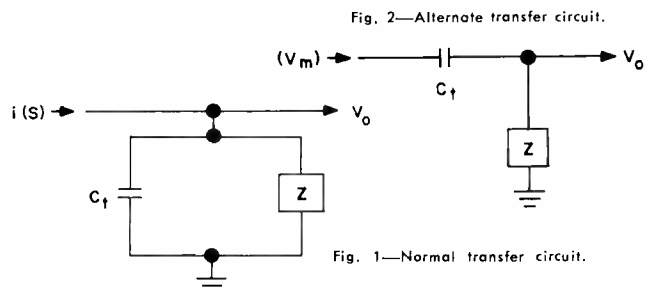 Fig. 2—Alternate transfer circuit.
(Vm)
Vo
Ct
i(S)
Vo
Z
Ct
Z
Fig. 1—Normal transfer circuit.